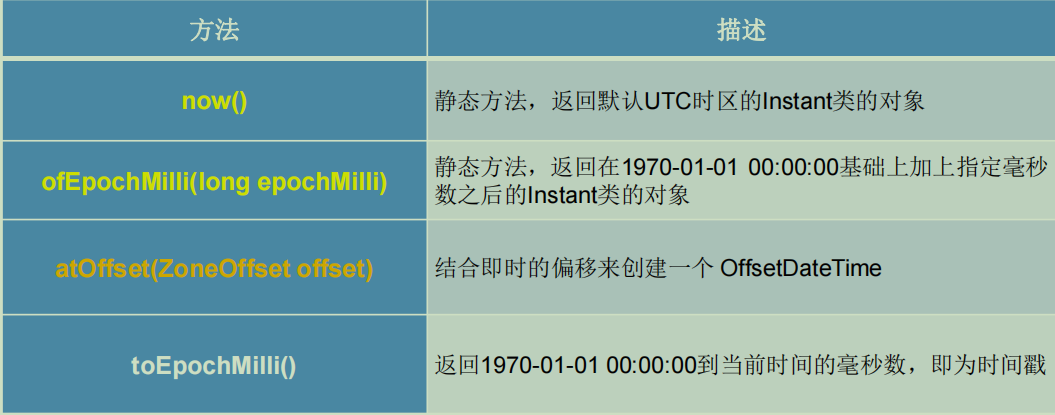 方法
描述
now()
静态方法，返回默认UTC时区的Instant类的对象
ofEpochMilli(long epochMilli)
静态方法，返回在1970-01-01 00:00:00基础上加上指定毫秒
数之后的Instant类的对象
atOffset(ZoneOffset offset)
结合即时的偏移来创建一个 OffsetDateTime
toEpochMilli()
返回1970-01-01 00:00:00到当前时间的毫秒数，即为时间戳